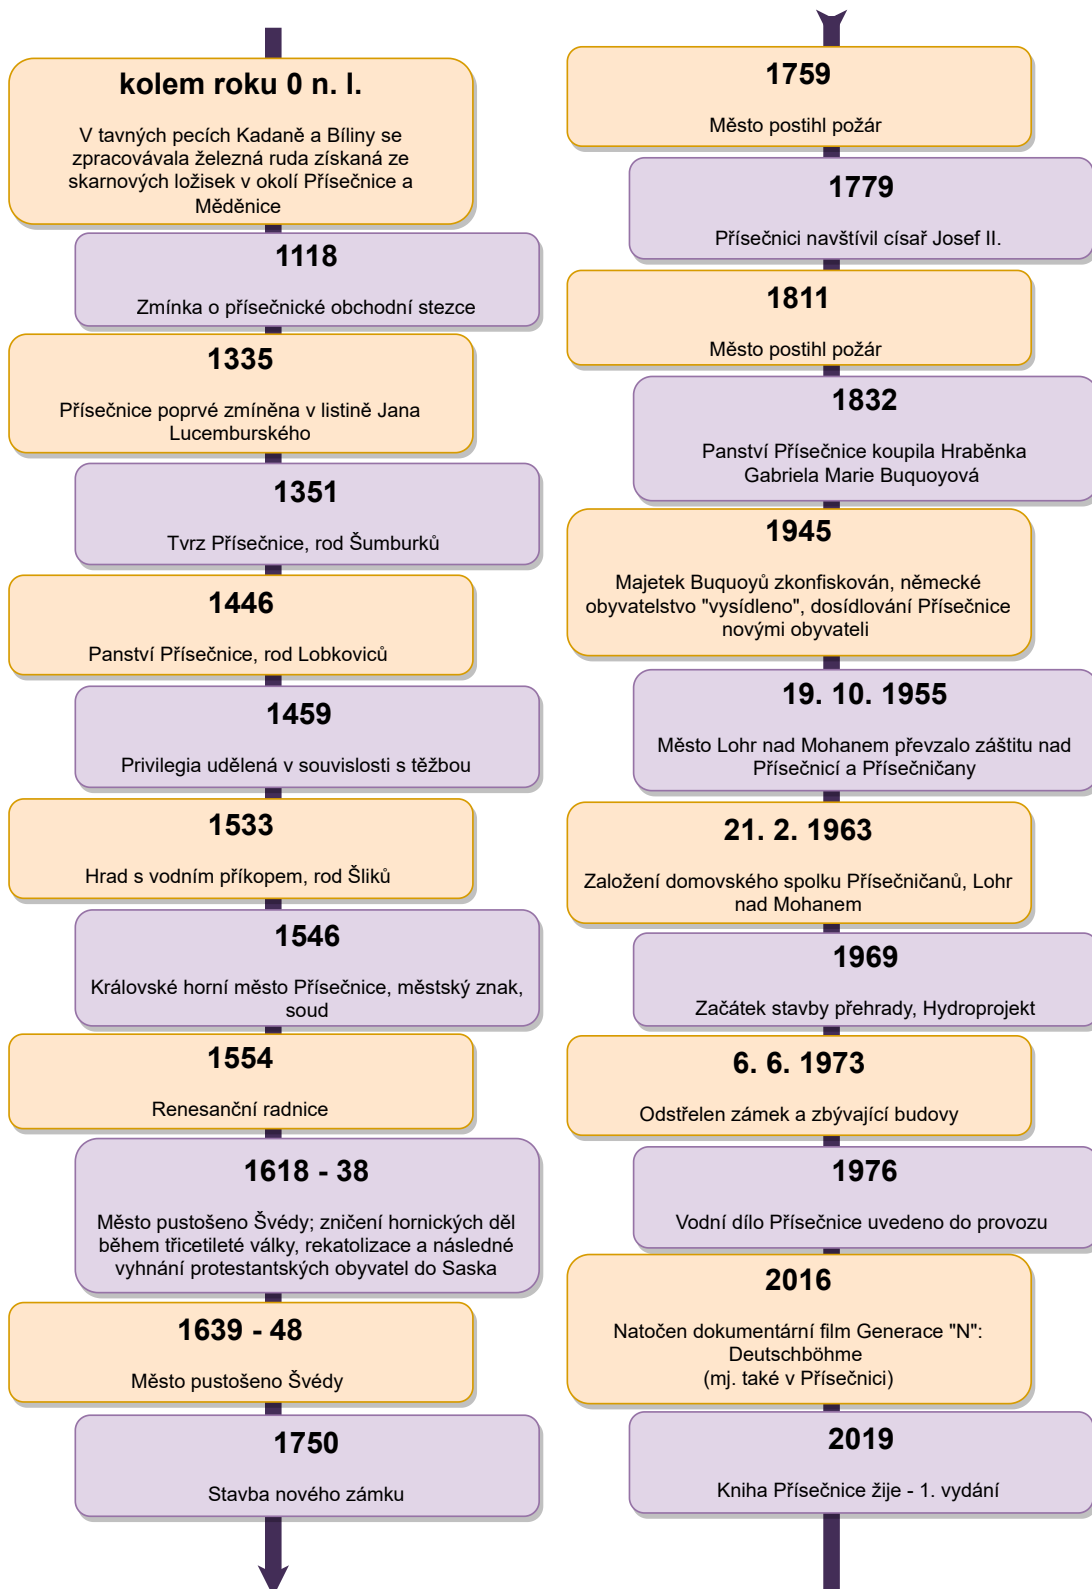 kolem roku 0 n. l.
V tavných pecích Kadaně a Bíliny se
zpracovávala železná ruda získaná ze
skarnových ložisek v okolí Přísečnice a
Měděnice
1118
Zmínka o přísečnické obchodní stezce
1335
Přísečnice poprvé zmíněna v listině Jana
Lucemburského
1351
Tvrz Přísečnice, rod Šumburků
1446
Panství Přísečnice, rod Lobkoviců
1459
Privilegia udělená v souvislosti s těžbou
1533
Hrad s vodním příkopem, rod Šliků
1546
Královské horní město Přísečnice, městský znak,
soud
1554
Renesanční radnice
1618 - 38
Město pustošeno Švédy; zničení hornických děl
během třicetileté války, rekatolizace a následné
vyhnání protestantských obyvatel do Saska
1639 - 48
Město pustošeno Švédy
1750
Stavba nového zámku
1759
Město postihl požár
1779
Přísečnici navštívil císař Josef II.
1811
Město postihl požár
1832
Panství Přísečnice koupila Hraběnka
Gabriela Marie Buquoyová
1945
Majetek Buquoyů zkonfiskován, německé
obyvatelstvo "vysídleno", dosídlování Přísečnice
novými obyvateli
19. 10. 1955
Město Lohr nad Mohanem převzalo záštitu nad
Přísečnicí a Přísečničany
21. 2. 1963
Založení domovského spolku Přísečničanů, Lohr
nad Mohanem
1969
Začátek stavby přehrady, Hydroprojekt
6. 6. 1973
Odstřelen zámek a zbývající budovy
1976
Vodní dílo Přísečnice uvedeno do provozu
2016
Natočen dokumentární film Generace "N":
Deutschböhme
(mj. také v Přísečnici)
2019
Kniha Přísečnice žije - 1. vydání